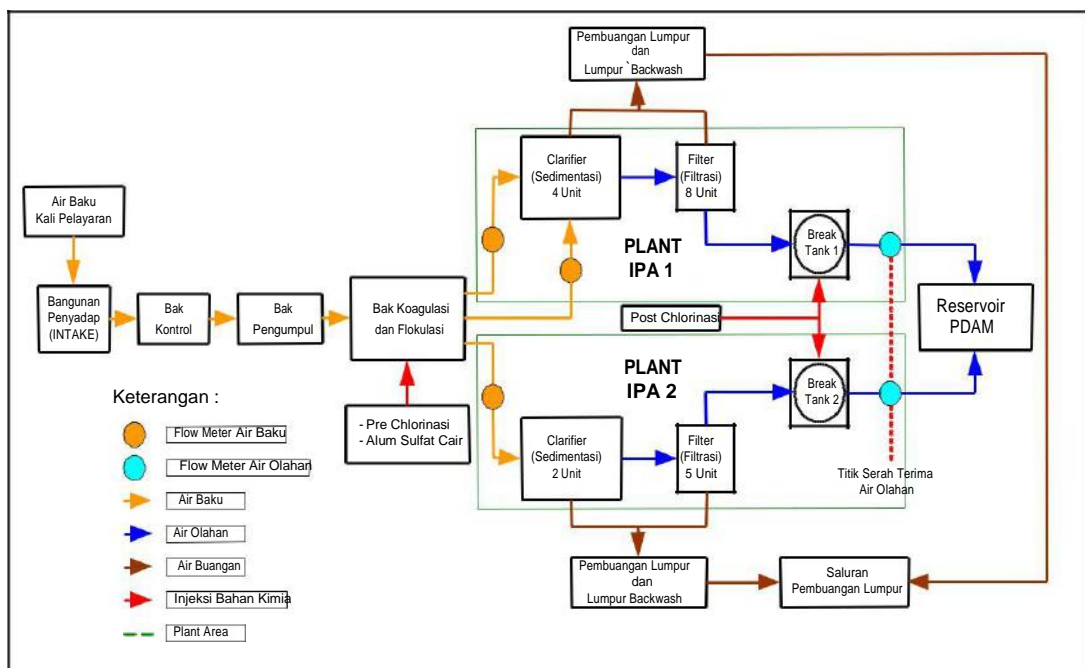 Pembuangan Lumpur
dan
Lumpur `Backwash
Air Baku
Kali Pelayaran
Bangunan
Penyadap
(INTAKE)
Bak
Kontrol
Bak
Pengumpul
Bak Koagulasi
dan Flokulasi
- Pre Chlorinasi
- Alum Sulfat Cair
Clarifier
(Sedimentasi)
4 Unit
Filter
(Filtrasi)
8 Unit
PLANT
IPA 1
Break
Tank 1
Post Chlorinasi
Reservoir
PDAM
PLANT
IPA 2
Break
Tank 2
Clarifier
(Sedimentasi)
2 Unit
Filter
(Filtrasi)
5 Unit
Titik Serah Terima
Air Olahan
Pembuangan Lumpur
dan
Lumpur Backwash
Saluran
Pembuangan Lumpur
Keterangan :
Flow Meter Air Baku
Flow Meter Air Olahan
Air Baku
Air Olahan
Air Buangan
Injeksi Bahan Kimia
Plant Area